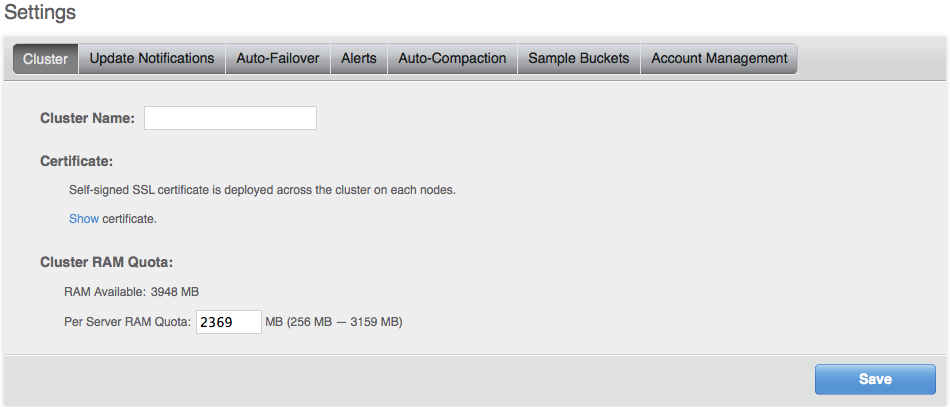 Settings
Cluster Update Notifications Auto-Failover Alerts Auto-Compaction Sample Buckets Account Management
Cluster Name:
Certificate:
Self-signed SSL certificate is deployed across the cluster on each nodes.
Show certificate.
Cluster RAM Quota:
RAM Available: 3948 MB
Per Server RAM Quota: 2369 MB (256 MB — 3159 MB)
Save